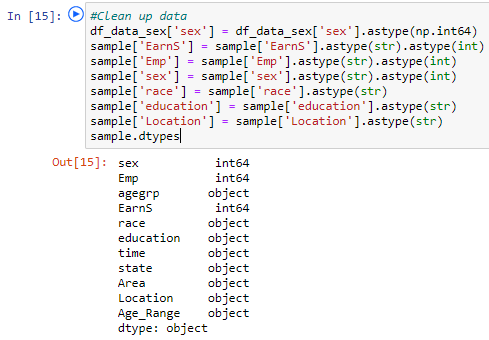 In [15]: #Clean up data
df_data_sex['sex'] = df_data_sex['sex'].astype(np.int64)
sample['EarnS'] = sample['EarnS'].astype(str).astype(int)
sample['Emp'] = sample['Emp'].astype(str).astype(int)
sample['sex'] = sample['sex'].astype(str).astype(int)
sample['race'] = sample['race'].astype(str)
sample['education'] = sample['education'].astype(str)
sample['Location'] = sample['Location'].astype(str)
sample.dtypes
Out[15]: sex int64
Emp int64
agegrp object
EarnS int64
race object
education object
time object
state object
Area object
Location object
Age_Range object
dtype: object